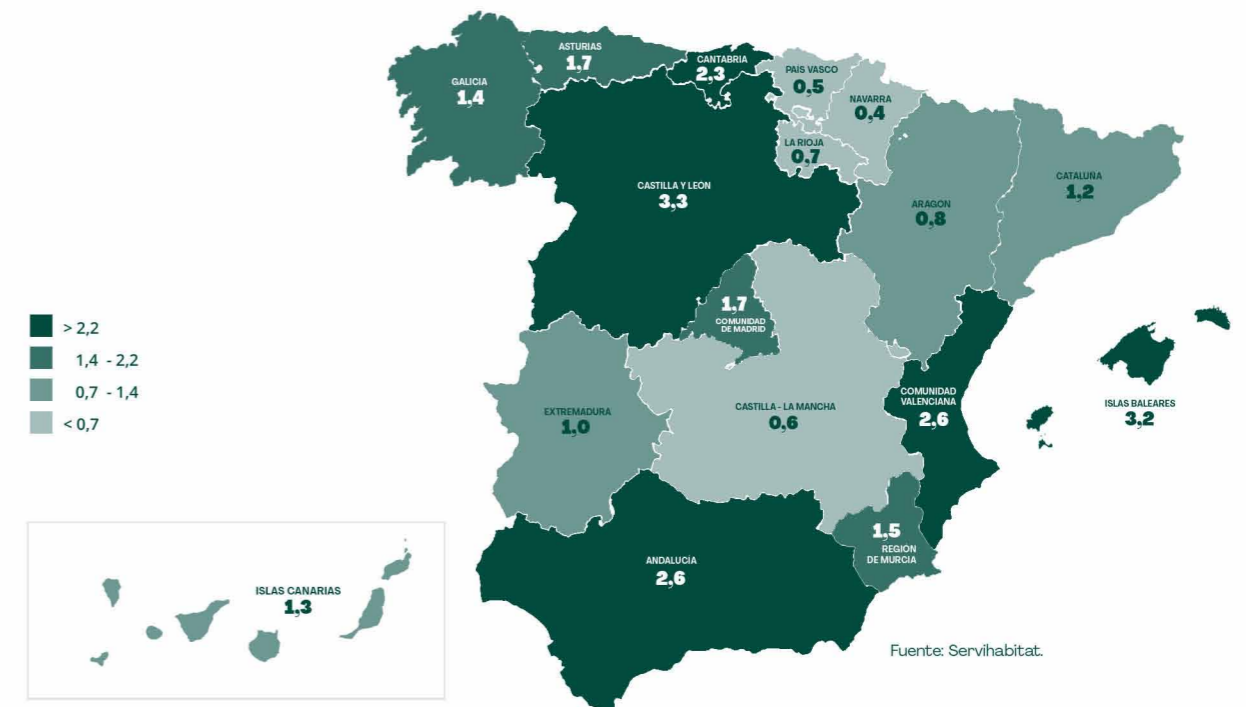 ASTURIAS
1,7
CANTABRIA
2,3
PAÍS VASCO
0,5
GALICIA
1,4
NAVARRA
0,4
LA RIOJA
0,7
CASTILLA Y LEÓN
3,3
ARAGÓN
0,8
CATALUÑA
1,2
1,7
COMUNIDAD
DE MADRID
> 2,2
1,4 - 2,2
0,7 - 1,4
< 0,7
EXTREMADURA
1,0
CASTILLA - LA MANCHA
0,6
COMUNIDAD
VALENCIANA
2,6
ISLAS BALEARES
3,2
1,5
REGIÓN
DE MURCIA
ANDALUCÍA
2,6
ISLAS CANARIAS
1,3
Fuente: Servihabitat.